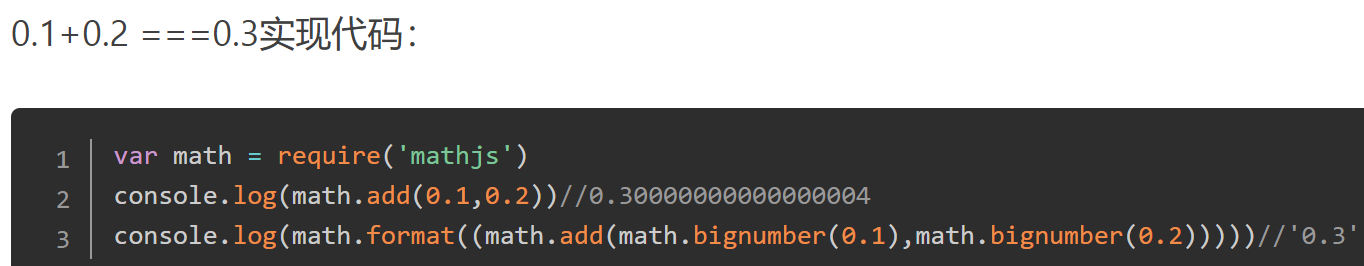 0.1+0.2 ===0.3实现代码：
1 var math = require('mathjs')
2 console.log(math.add(0.1,0.2))//0.30000000000000004
3 console.log(math.format((math.add(math.bignumber(0.1),math.bignumber(0.2)))))//'0.3'